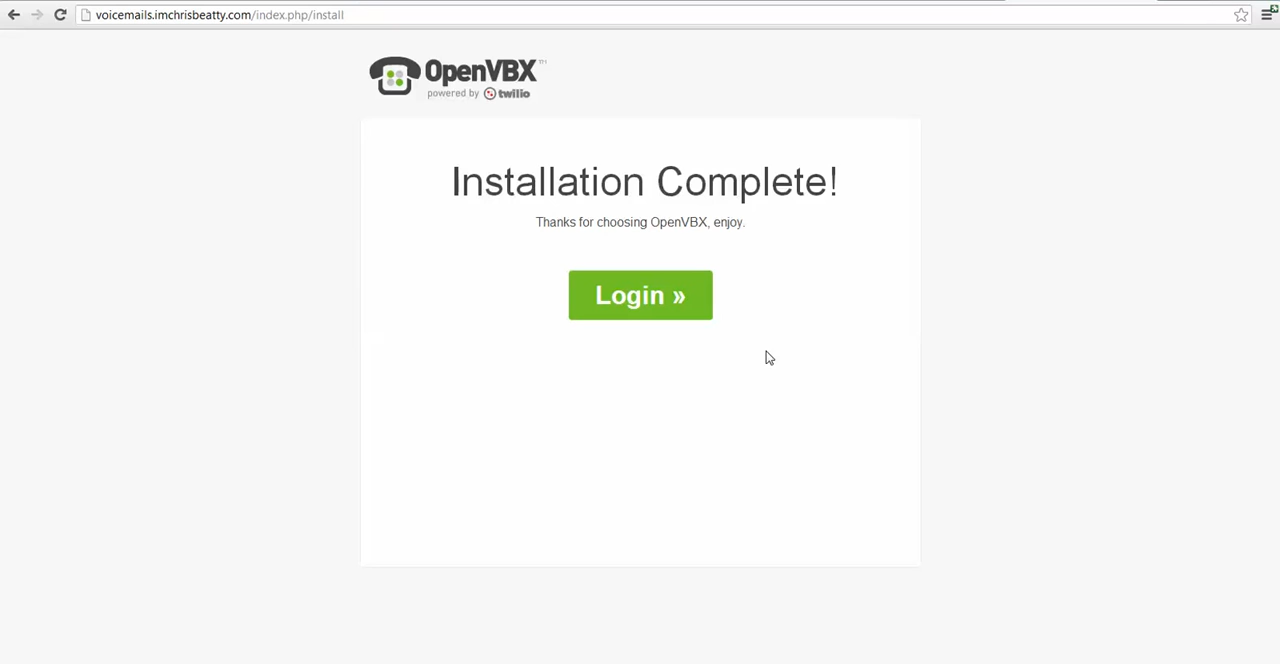 voicemails.imchrisbeatty.com/index.php/install
OpenVBX™
powered by twilio
Installation Complete!
Thanks for choosing OpenVBX, enjoy.
Login »